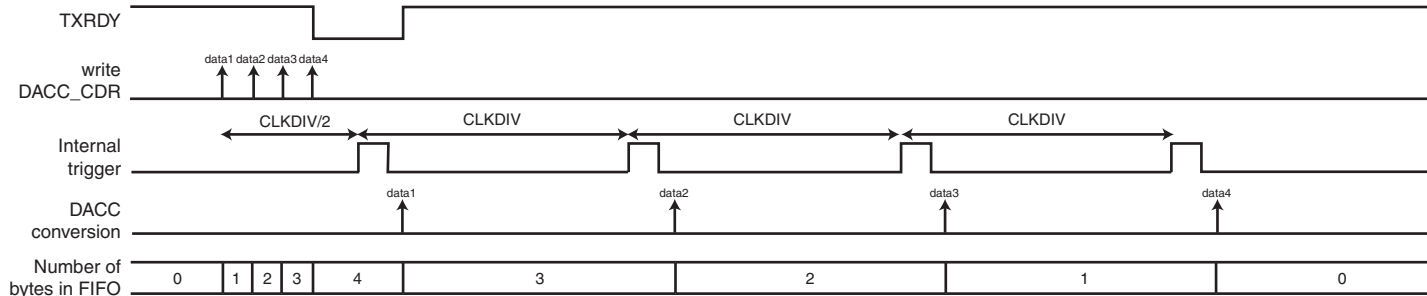 TXRDY
write
DACC_CDR
data1 data2 data3 data4
CLKDIV/2 CLKDIV CLKDIV CLKDIV
Internal
trigger
DACC
conversion
data1 data2 data3 data4
Number of
bytes in FIFO
0 1 2 3 4 3 2 1 0